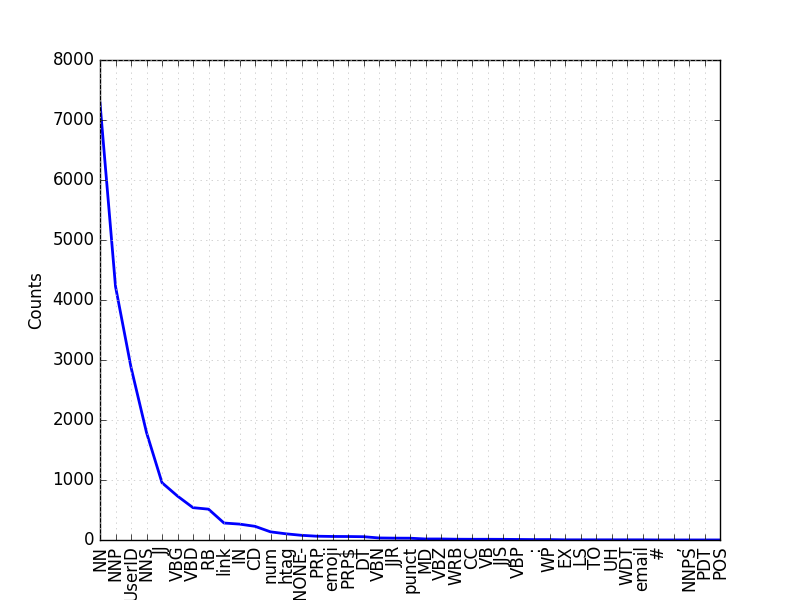 8000
7000
6000
5000
4000
3000
2000
1000
0
Counts
NN
NNP
UserID
NNS
JJ
VBG
VBD
RB
link
IN
CD
num
htag
NONE-
PRP
emoji
PRP$
DT
VBN
JJR
punct
MD
VBZ
WRB
CC
VB
JJS
VBP
.
WP
EX
LS
TO
UH
WDT
email
#
,
NNPS
PDT
POS